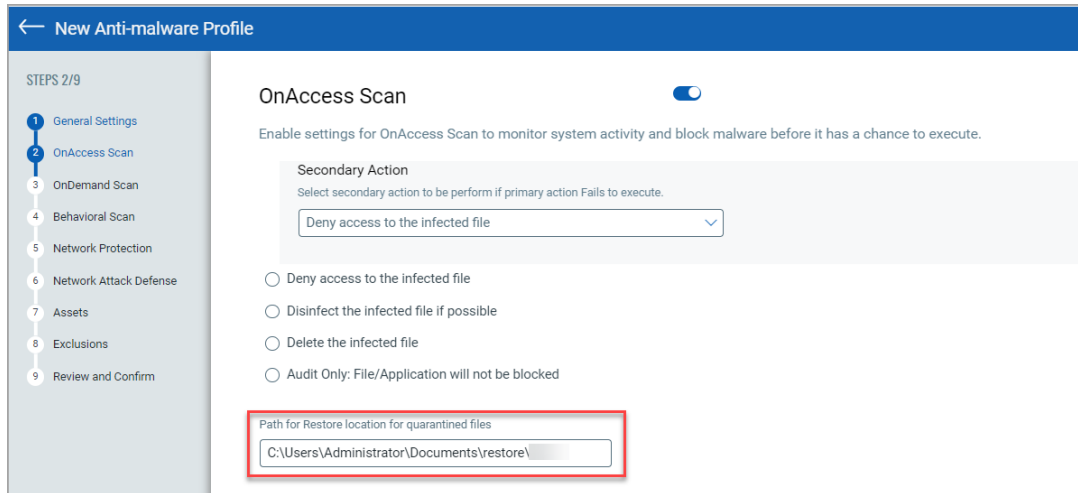 New Anti-malware Profile
STEPS 2/9
1 General Settings
2 OnAccess Scan
3 OnDemand Scan
4 Behavioral Scan
5 Network Protection
6 Network Attack Defense
7 Assets
8 Exclusions
9 Review and Confirm
OnAccess Scan
Enable settings for OnAccess Scan to monitor system activity and block malware before it has a chance to execute.
Secondary Action
Select secondary action to be perform if primary action Fails to execute.
Deny access to the infected file
Deny access to the infected file
Disinfect the infected file if possible
Delete the infected file
Audit Only: File/Application will not be blocked
Path for Restore location for quarantined files
C:\Users\Administrator\Documents\restore\